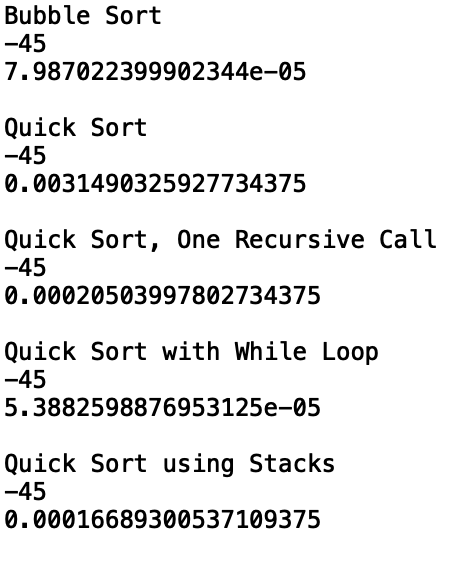 Bubble Sort
-45
7.987022399902344e-05
Quick Sort
-45
0.0031490325927734375
Quick Sort, One Recursive Call
-45
0.00020503997802734375
Quick Sort with While Loop
-45
5.3882598876953125e-05
Quick Sort using Stacks
-45
0.00016689300537109375